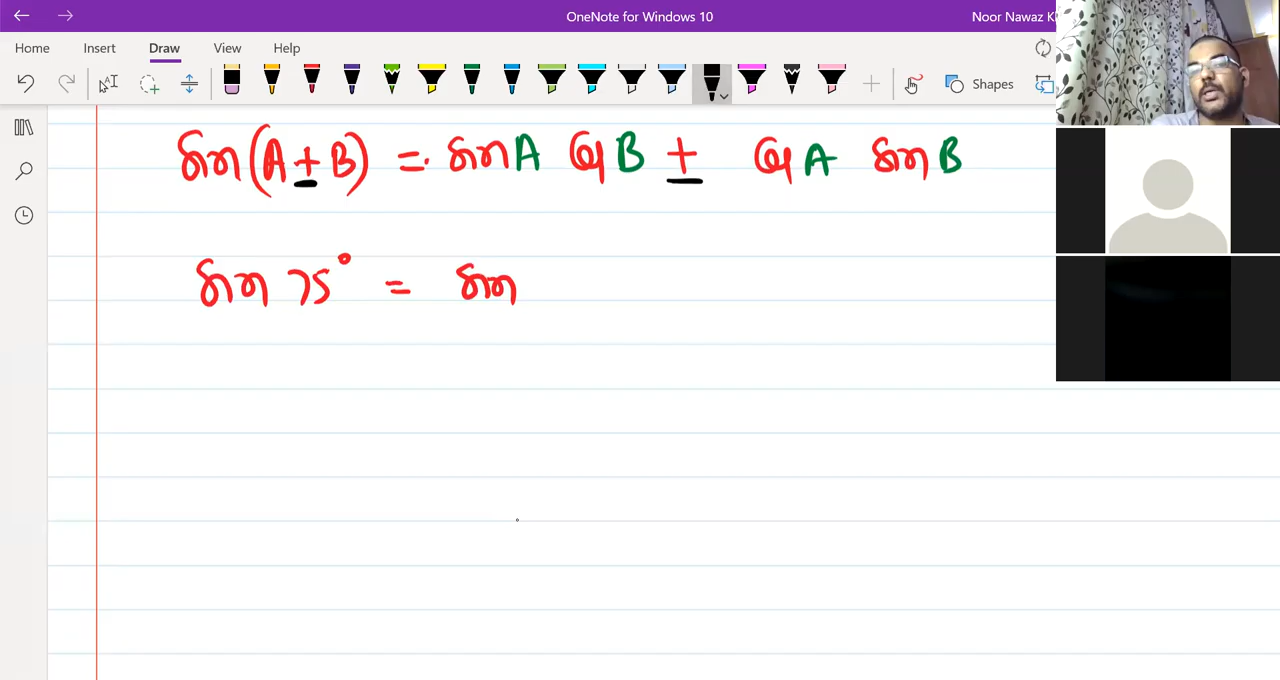 OneNote for Windows 10
Noor Nawaz K
Home Insert Draw View Help
Shapes
sin(A ± B) = sin A cos B ± cos A sin B
sin 75° = sin